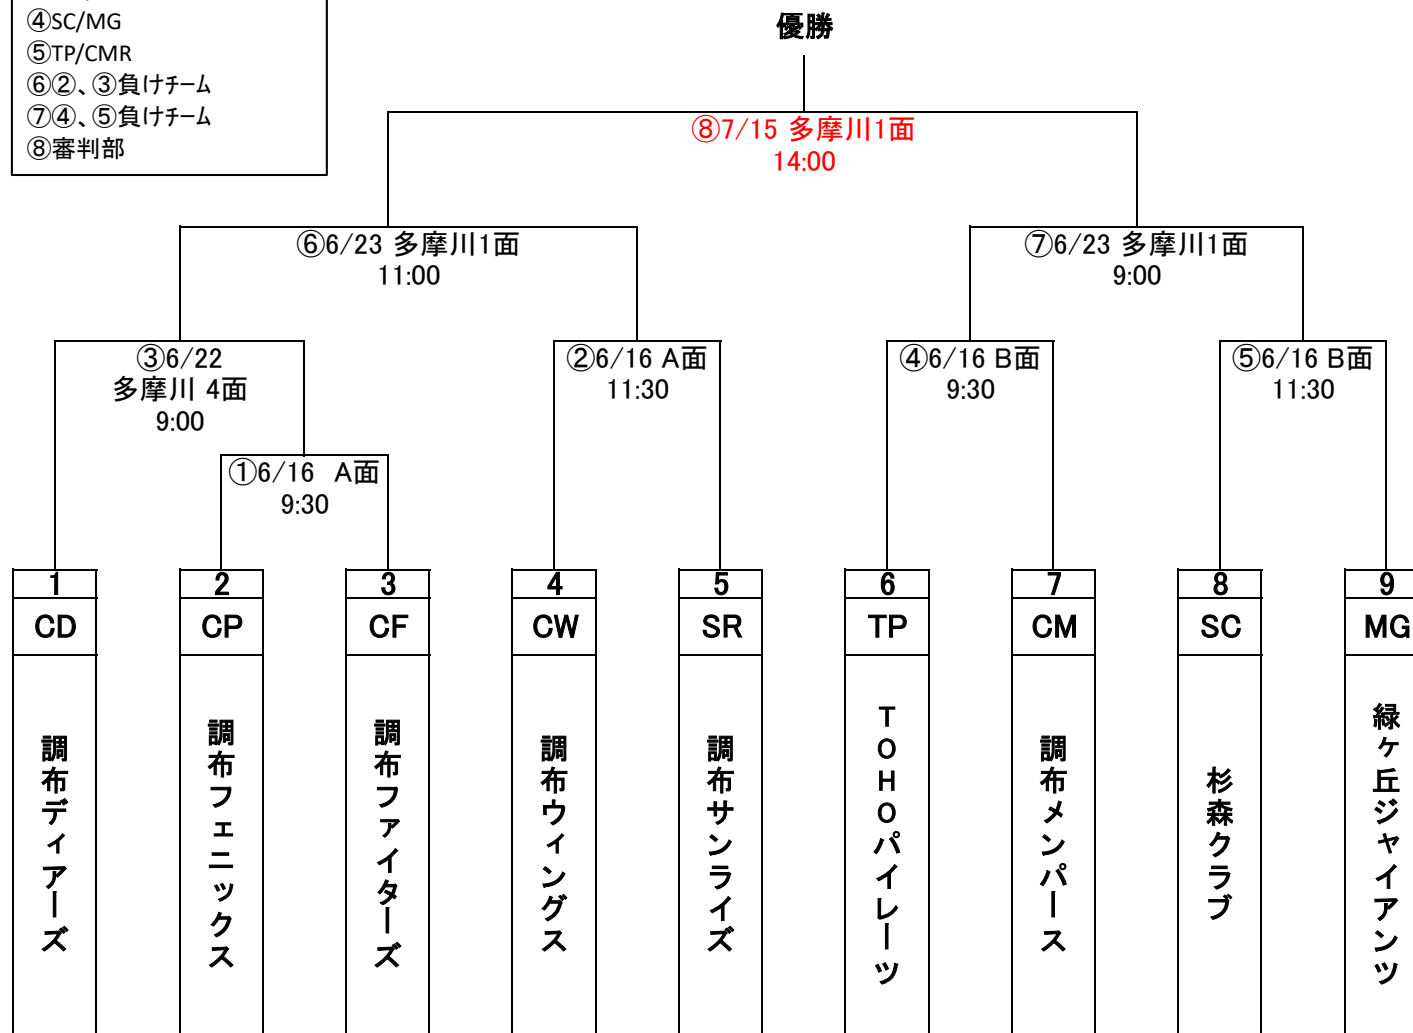 ④SC/MG
⑤TP/CMR
⑥②、③負けチーム
⑦④、⑤負けチーム
⑧審判部
優勝
⑧7/15 多摩川1面
14:00
⑥6/23 多摩川1面
11:00
⑦6/23 多摩川1面
9:00
③6/22
多摩川 4面
9:00
②6/16 A面
11:30
④6/16 B面
9:30
⑤6/16 B面
11:30
①6/16 A面
9:30
1 2 3 4 5 6 7 8 9
CD CP CF CW SR TP CM SC MG
調布ディアーズ
調布フェニックス
調布ファイターズ
調布ウィングス
調布サンライズ
TOHOパイレーツ
調布メンパース
杉森クラブ
緑ヶ丘ジャイアンツ